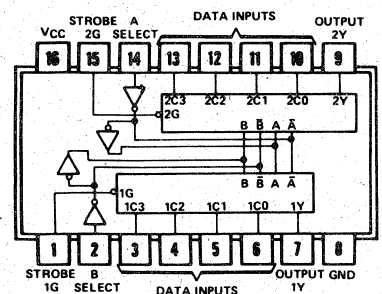 DATA INPUTS
STROBE A OUTPUT
VCC 2G SELECT 2Y
16 15 14 13 12 11 10 9
2C3 2C2 2C1 2C0 2Y
2G
B B̅ A A̅
B B̅ A A̅
1G
1C3 1C2 1C1 1C0 1Y
1 2 3 4 5 6 7 8
STROBE B OUTPUT GND
1G SELECT DATA INPUTS 1Y